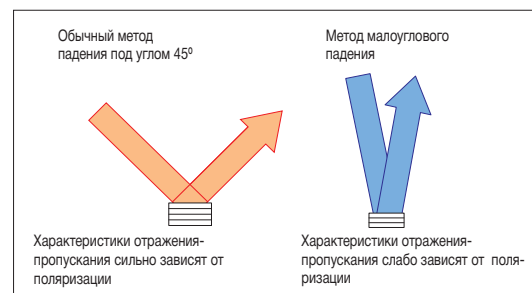 Обычный метод
падения под углом 45º
Метод малоуглового
падения
Характеристики отражения-
пропускания сильно зависят от
поляризации
Характеристики отражения-
пропускания слабо зависят от поля-
ризации